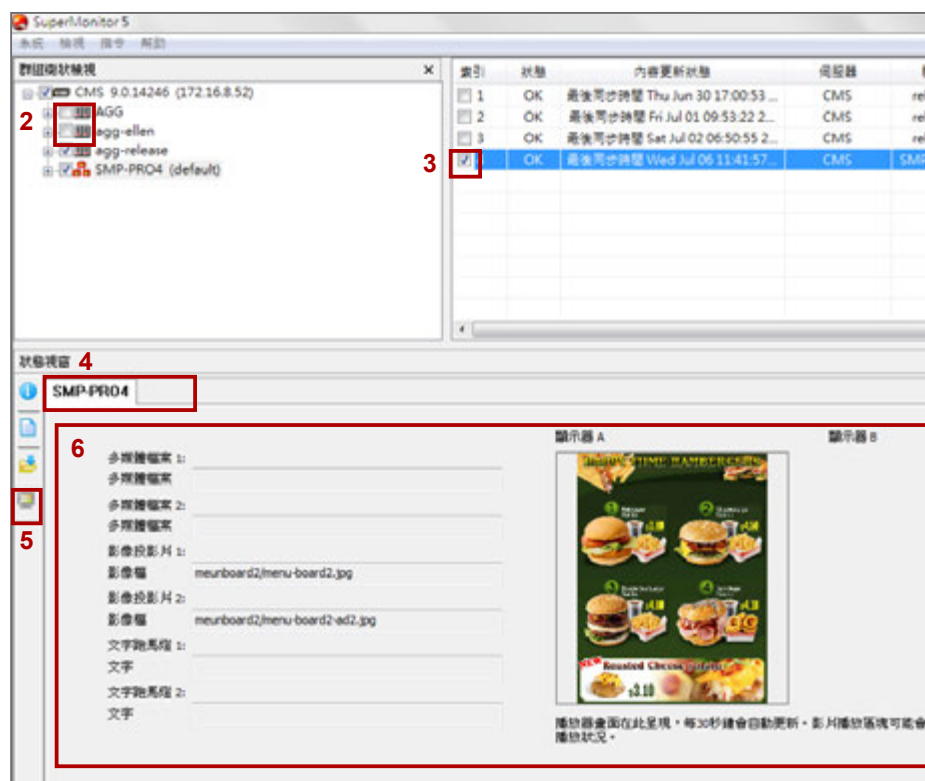 SuperMonitor 5
系統 檢視 指令 幫助
群組樹狀檢視
CMS 9.0.14246 (172.16.8.52)
2
AGG
agg-ellen
agg-release
SMP-PRO4 (default)
索引 狀態 內容更新狀態 伺服器
1 OK 最後同步時間 Thu Jun 30 17:00:53 ... CMS rel
2 OK 最後同步時間 Fri Jul 01 09:53:22 2... CMS rel
3 OK 最後同步時間 Sat Jul 02 06:50:55 2... CMS rel
3
OK 最後同步時間 Wed Jul 06 11:41:57... CMS SMP
狀態視窗 4
SMP-PRO4
5
6
多媒體檔案 1:
多媒體檔案
多媒體檔案 2:
多媒體檔案
影像投影片 1:
影像檔 meunboard2/menu-board2.jpg
影像投影片 2:
影像檔 meunboard2/menu-board2-ad2.jpg
文字跑馬燈 1:
文字
文字跑馬燈 2:
文字
顯示器 A
顯示器 B
1
2
3
4
NEW
Roasted Cheese
$3.10
播放器畫面在此呈現，每30秒鐘會自動更新。影片播放區塊可能會
播放狀況。